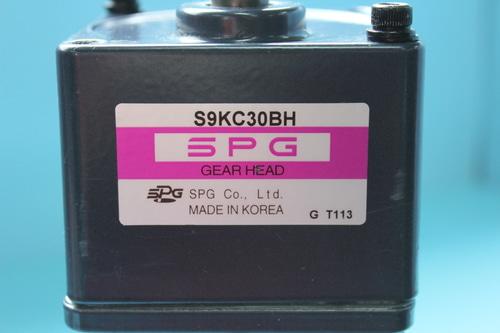 S9KC30BH
SPG
GEAR HEAD
SPG SPG Co., Ltd.
MADE IN KOREA
G T113